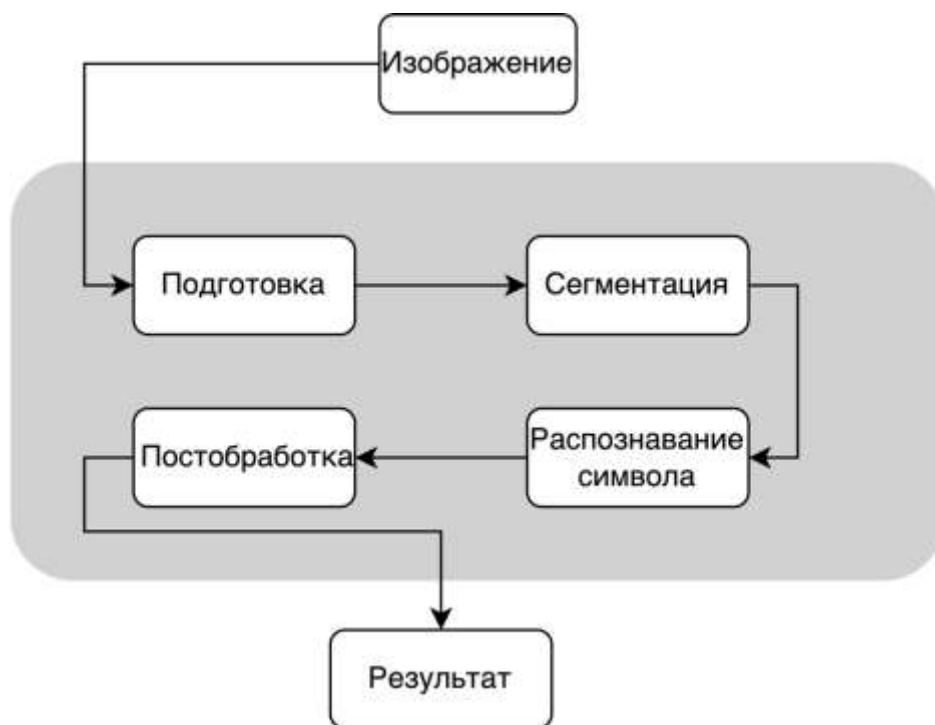 Изображение
Подготовка
Сегментация
Распознавание
символа
Постобработка
Результат